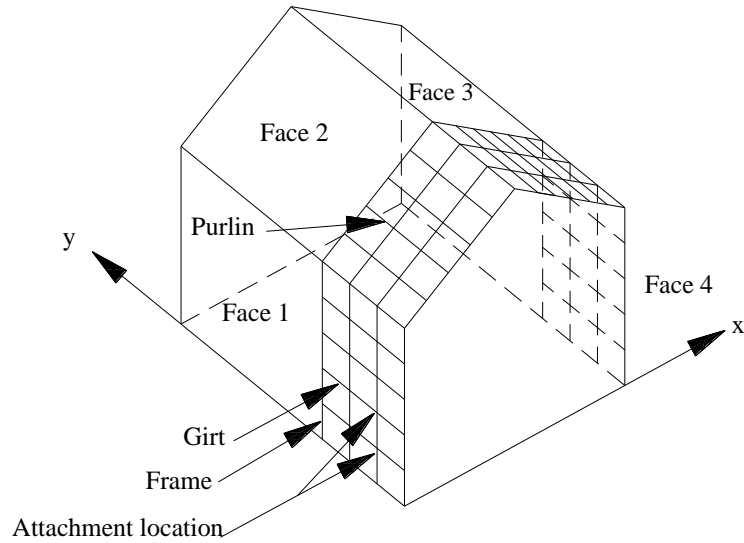 Face 3
Face 2
Purlin
y
Face 1
Face 4
x
Girt
Frame
Attachment location